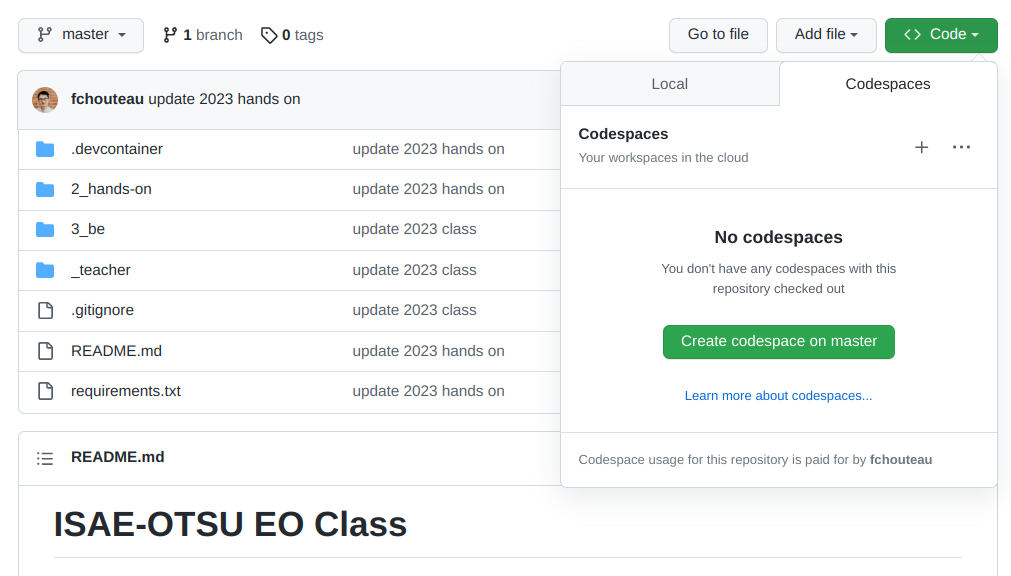 master 1 branch 0 tags Go to file Add file Code
fchouteau update 2023 hands on
.devcontainer update 2023 hands on
2_hands-on update 2023 hands on
3_be update 2023 class
_teacher update 2023 class
.gitignore update 2023 class
README.md update 2023 hands on
requirements.txt update 2023 hands on
Local Codespaces
Codespaces
Your workspaces in the cloud
No codespaces
You don't have any codespaces with this
repository checked out
Create codespace on master
Learn more about codespaces...
Codespace usage for this repository is paid for by fchouteau
README.md
ISAE-OTSU EO Class